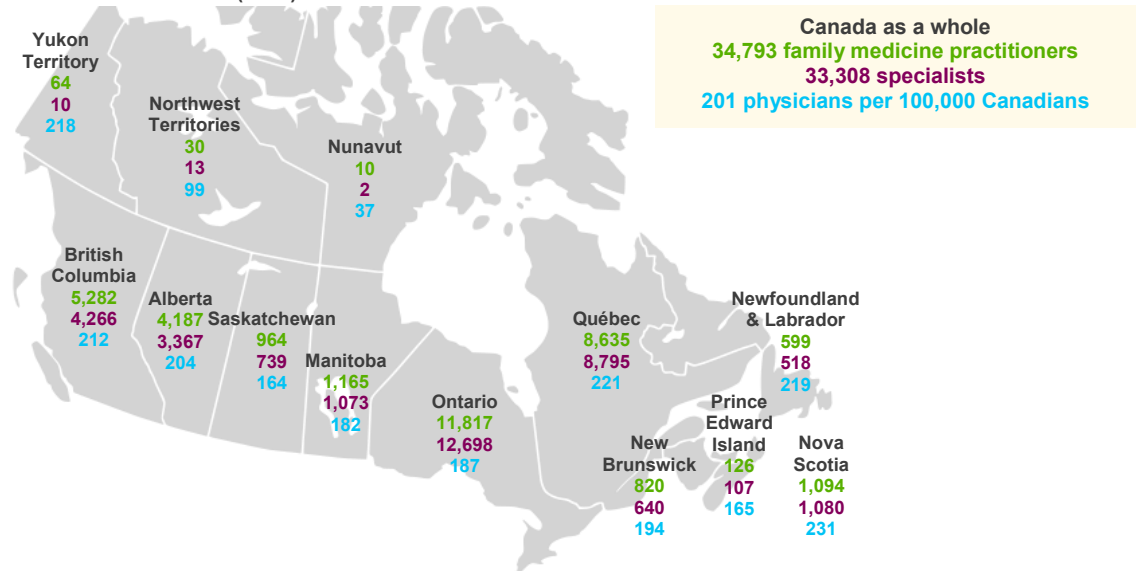 Canada as a whole
34,793 family medicine practitioners
33,308 specialists
201 physicians per 100,000 Canadians
Yukon
Territory
64
10
218
Northwest
Territories
30
13
99
Nunavut
10
2
37
British
Columbia
5,282
4,266
212
Alberta
4,187
3,367
204
Saskatchewan
964
739
164
Manitoba
1,165
1,073
182
Ontario
11,817
12,698
187
Québec
8,635
8,795
221
Newfoundland
& Labrador
599
518
219
New
Brunswick
820
640
194
Prince
Edward
Island
126
107
165
Nova
Scotia
1,094
1,080
231